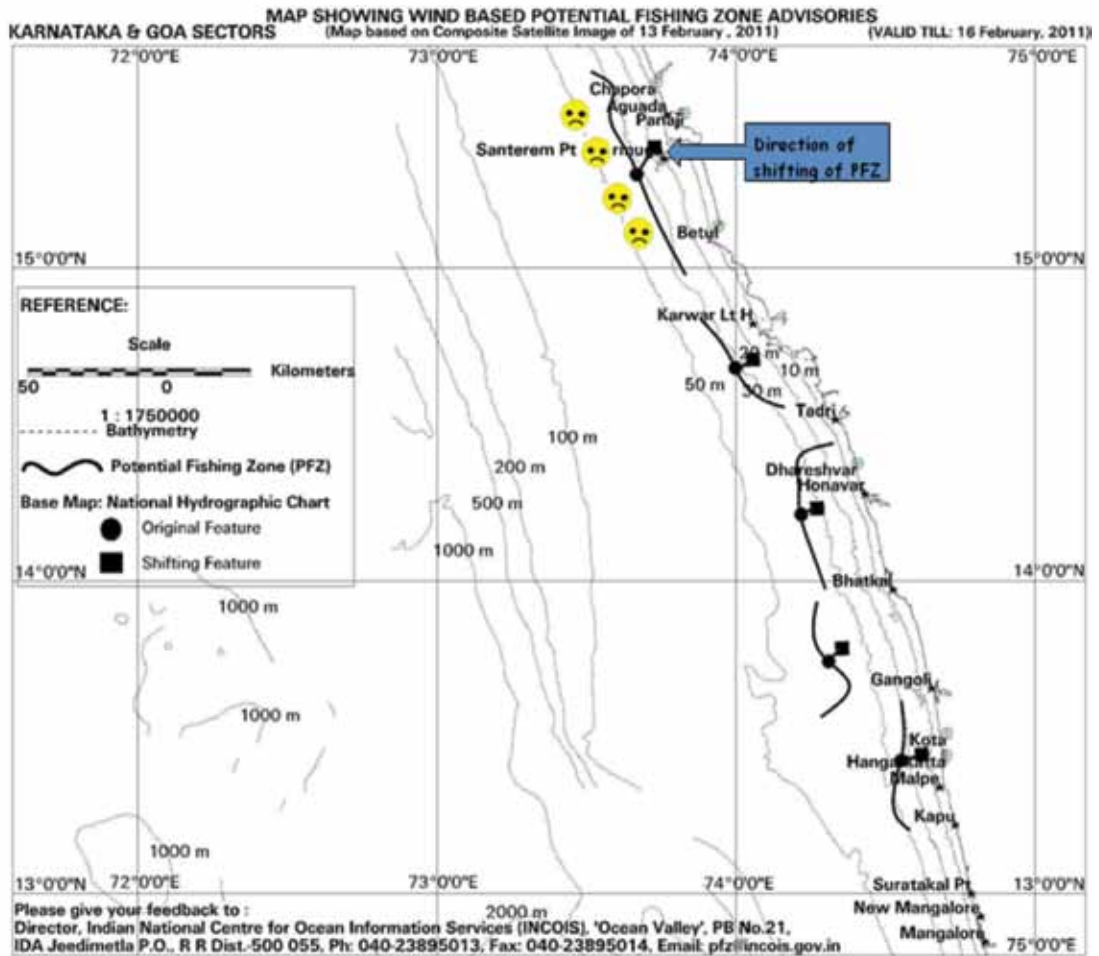 MAP SHOWING WIND BASED POTENTIAL FISHING ZONE ADVISORIES
KARNATAKA & GOA SECTORS
(Map based on Composite Satellite Image of 13 February, 2011)
(VALID TILL: 16 February, 2011)
72°0'0"E
73°0'0"E
74°0'0"E
75°0'0"E
Chapora
Aguada
Panaji
Santerem Pt
Direction of
shifting of PFZ
Betul
15°0'0"N
15°0'0"N
REFERENCE:
Scale
Kilometers
50 0
1 : 1750000
Bathymetry
Potential Fishing Zone (PFZ)
Base Map: National Hydrographic Chart
Original Feature
Shifting Feature
Karwar Lt H
20 m
10 m
50 m
30 m
Tadri
100 m
200 m
500 m
1000 m
Dhareshvar
Honavar
14°0'0"N
14°0'0"N
Bhatkal
1000 m
Gangoli
1000 m
Kota
Malpe
Kapu
1000 m
13°0'0"N
72°0'0"E
73°0'0"E
74°0'0"E
13°0'0"N
Suratakal Pt
New Mangalore
Mangalore
2000 m
75°0'0"E
Please give your feedback to :
Director, Indian National Centre for Ocean Information Services (INCOIS), 'Ocean Valley', PB No.21,
IDA Jeedimetla P.O., R R Dist.-500 055, Ph: 040-23895013, Fax: 040-23895014, Email: pfz@incois.gov.in